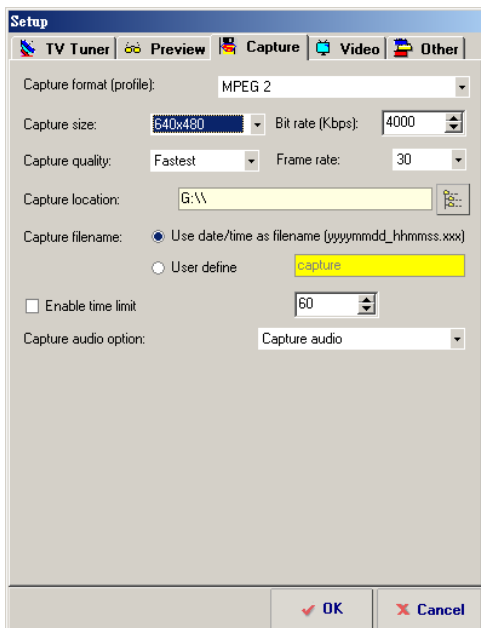 Setup
TV Tuner Preview Capture Video Other
Capture format (profile): MPEG 2
Capture size: 640x480 Bit rate (Kbps): 4000
Capture quality: Fastest Frame rate: 30
Capture location: G:\\
Capture filename: Use date/time as filename (yyyymmdd_hhmmss.xxx)
User define capture
Enable time limit 60
Capture audio option: Capture audio
OK Cancel